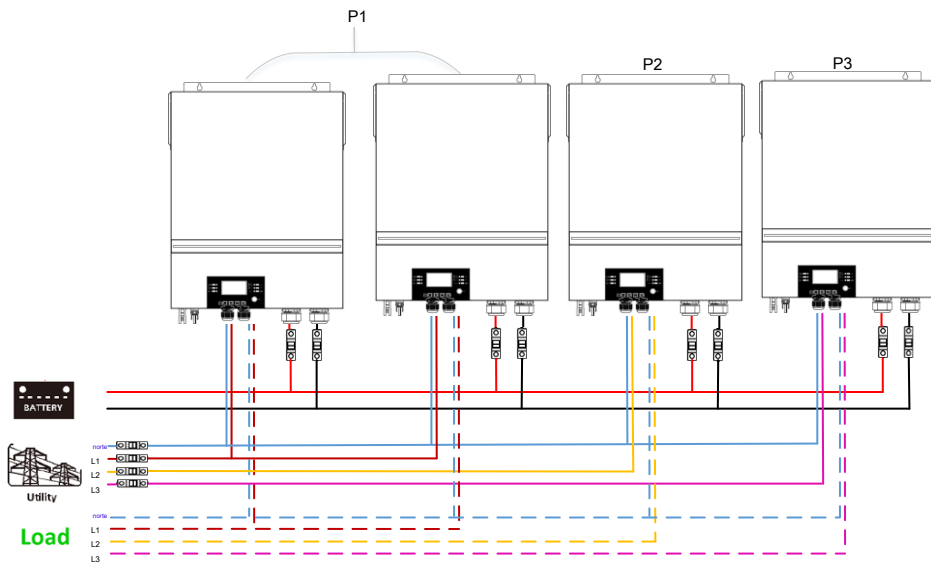 P1
P2
P3
BATTERY
norte
L1
L2
L3
Utility
norte
L1
L2
L3
Load